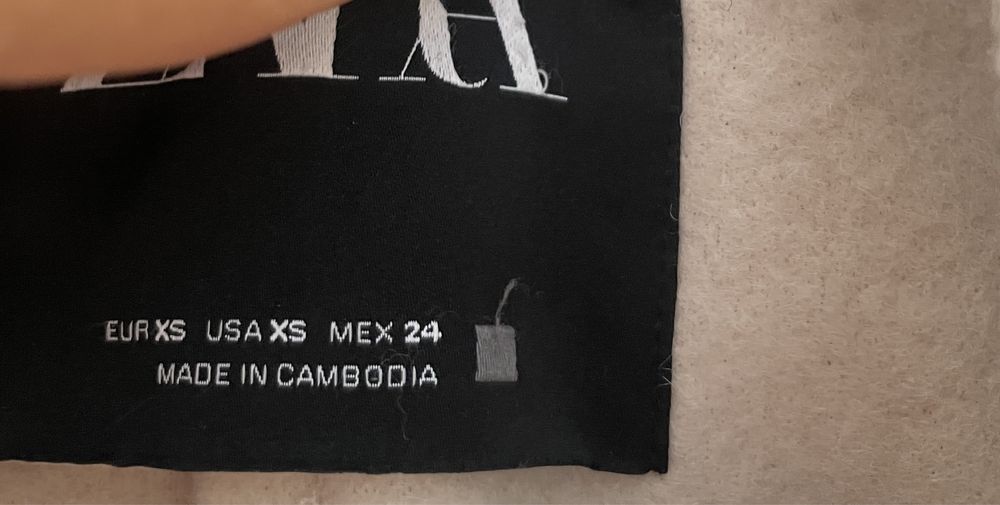 EUR XS USA XS MEX 24
MADE IN CAMBODIA